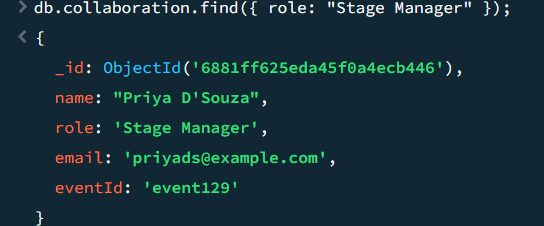 > db.collaboration.find({ role: "Stage Manager" });
< {
_id: ObjectId('6881ff625eda45f0a4ecb446'),
name: "Priya D'Souza",
role: 'Stage Manager',
email: 'priyads@example.com',
eventId: 'event129'
}